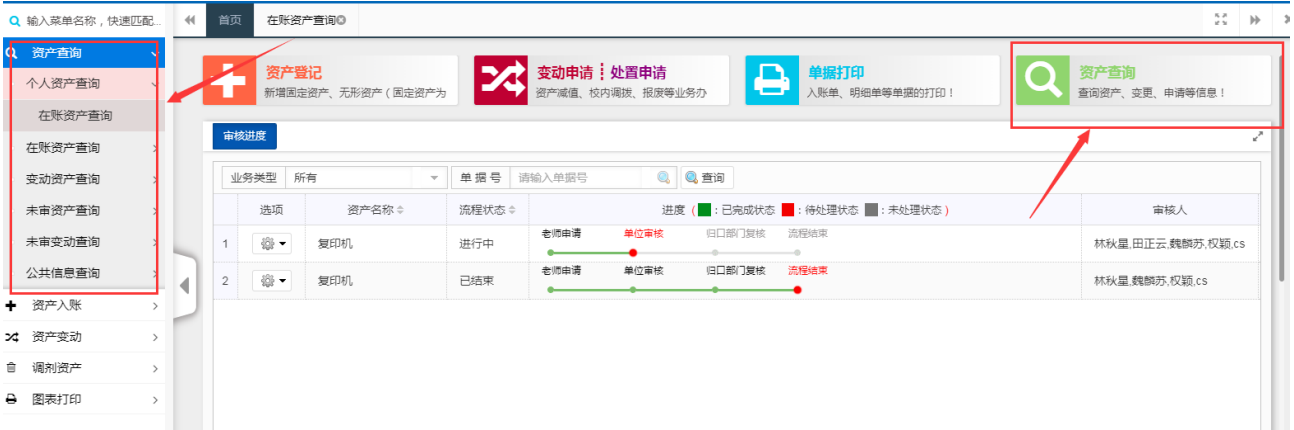 输入菜单名称，快速匹配...
首页
在账资产查询
资产查询
个人资产查询
在账资产查询
在账资产查询
变动资产查询
未审资产查询
未审变动查询
公共信息查询
资产入账
资产变动
调剂资产
图表打印
资产登记
新增固定资产、无形资产（固定资产为
变动申请┇处置申请
资产减值、校内调拨、报废等业务办
单据打印
入账单、明细单等单据的打印！
资产查询
查询资产、变更、申请等信息！
审核进度
业务类型 所有 单 据 号 请输入单据号 查询
选项 资产名称 流程状态 进度（ ：已完成状态 ：待处理状态 ：未处理状态） 审核人
1 复印机 进行中 老师申请 单位审核 归口部门复核 流程结束 林秋星,田正云,魏麟苏,权颖,cs
2 复印机 已结束 老师申请 单位审核 归口部门复核 流程结束 林秋星,魏麟苏,权颖,cs